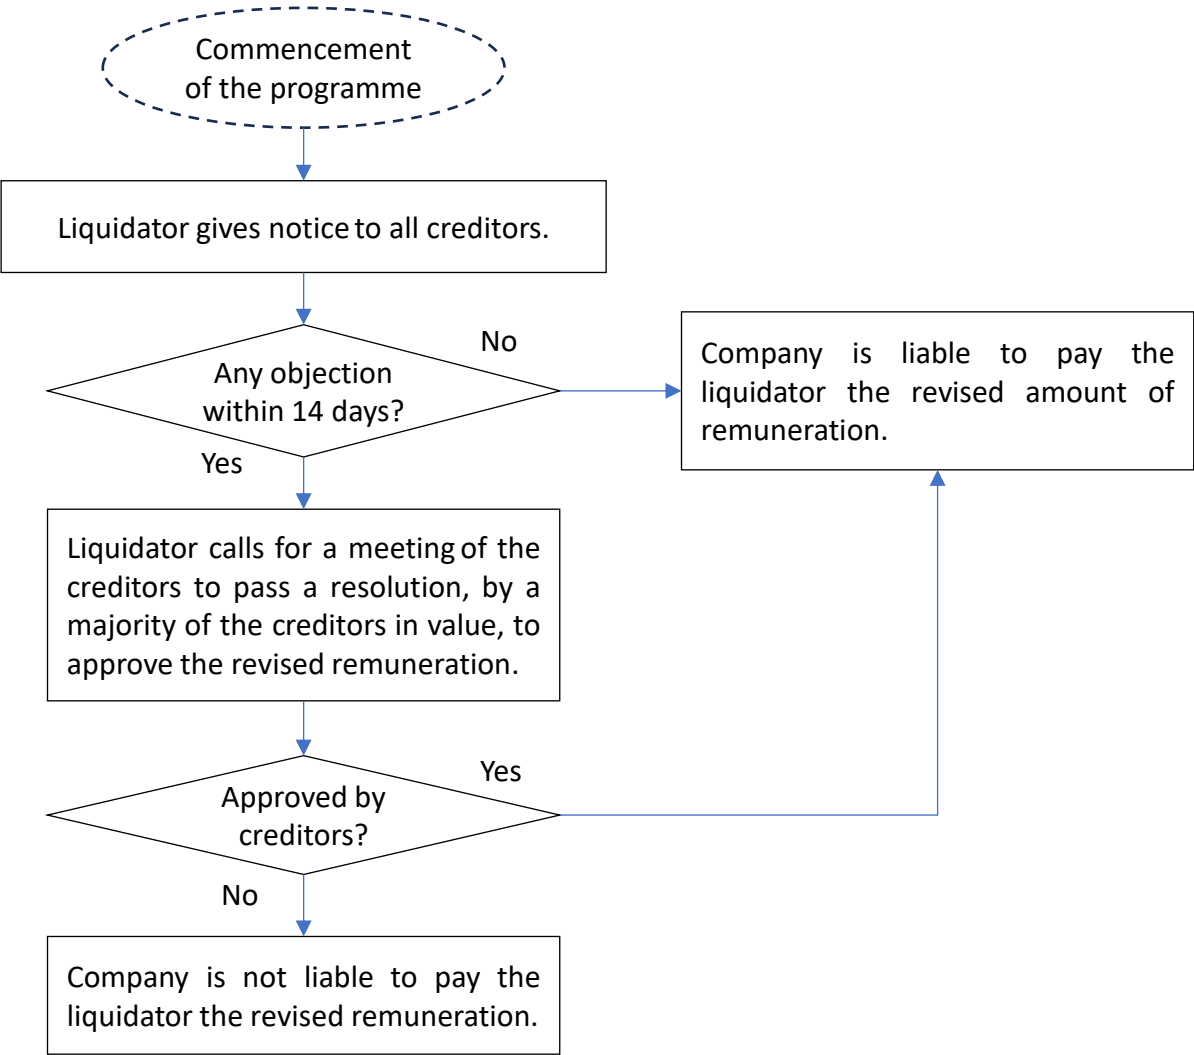 Commencement
of the programme
Liquidator gives notice to all creditors.
Any objection
within 14 days?
No
Company is liable to pay the
liquidator the revised amount of
remuneration.
Yes
Liquidator calls for a meeting of the
creditors to pass a resolution, by a
majority of the creditors in value, to
approve the revised remuneration.
Approved by
creditors?
Yes
No
Company is not liable to pay the
liquidator the revised remuneration.